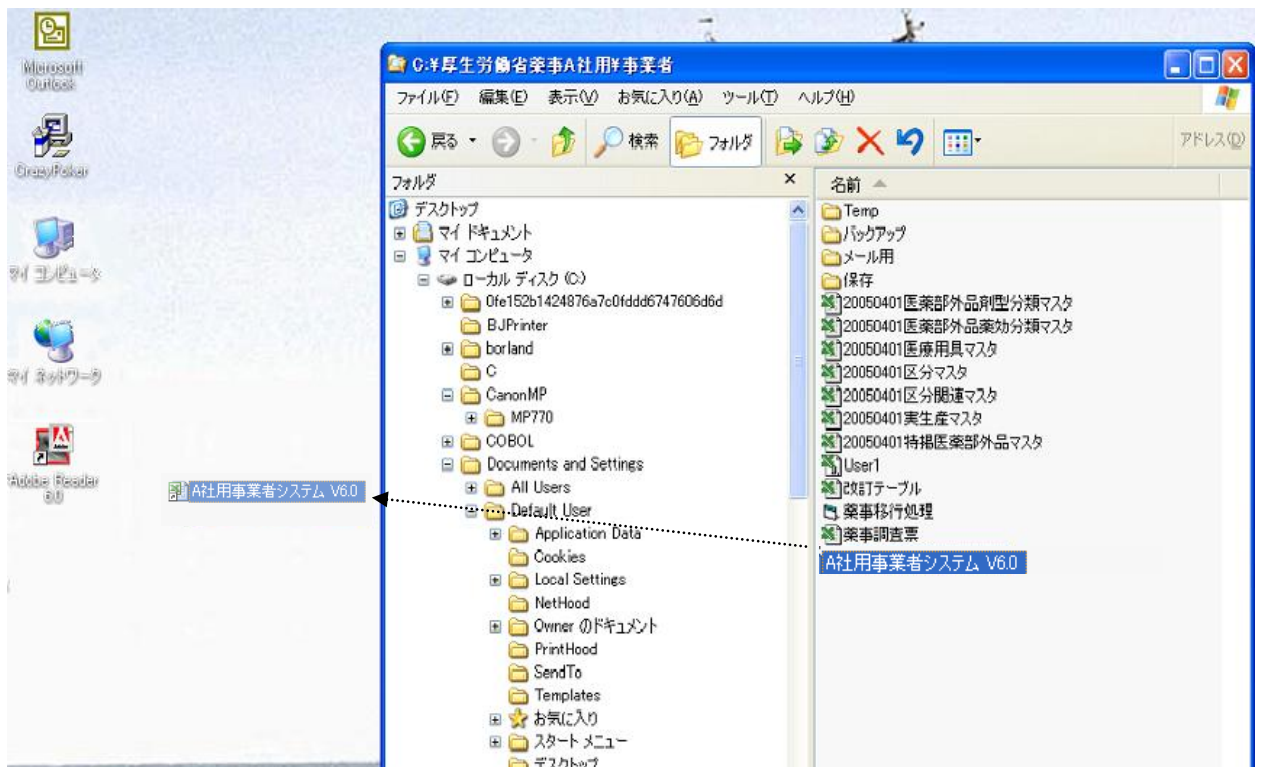 Microsoft
Outlook
CrazyPoker
マイ コンピュータ
マイ ネットワーク
Adobe Reader
6.0
A社用事業者システム V6.0
C:¥厚生労働省薬事A社用¥事業者
ファイル(F) 編集(E) 表示(V) お気に入り(A) ツール(T) ヘルプ(H)
戻る 検索 フォルダ アドレス(D)
フォルダ
デスクトップ
マイ ドキュメント
マイ コンピュータ
ローカル ディスク (C:)
0fe152b1424876a7c0fddd6747606d6d
BJPrinter
borland
C
CanonMP
MP770
COBOL
Documents and Settings
All Users
Default User
Application Data
Cookies
Local Settings
NetHood
Owner のドキュメント
PrintHood
SendTo
Templates
お気に入り
スタート メニュー
デスクトップ
名前
Temp
バックアップ
メール用
保存
20050401医薬部外品剤型分類マスタ
20050401医薬部外品薬効分類マスタ
20050401医療用具マスタ
20050401区分マスタ
20050401区分関連マスタ
20050401実生産マスタ
20050401特掲医薬部外品マスタ
User1
改訂テーブル
薬事移行処理
薬事調査票
A社用事業者システム V6.0